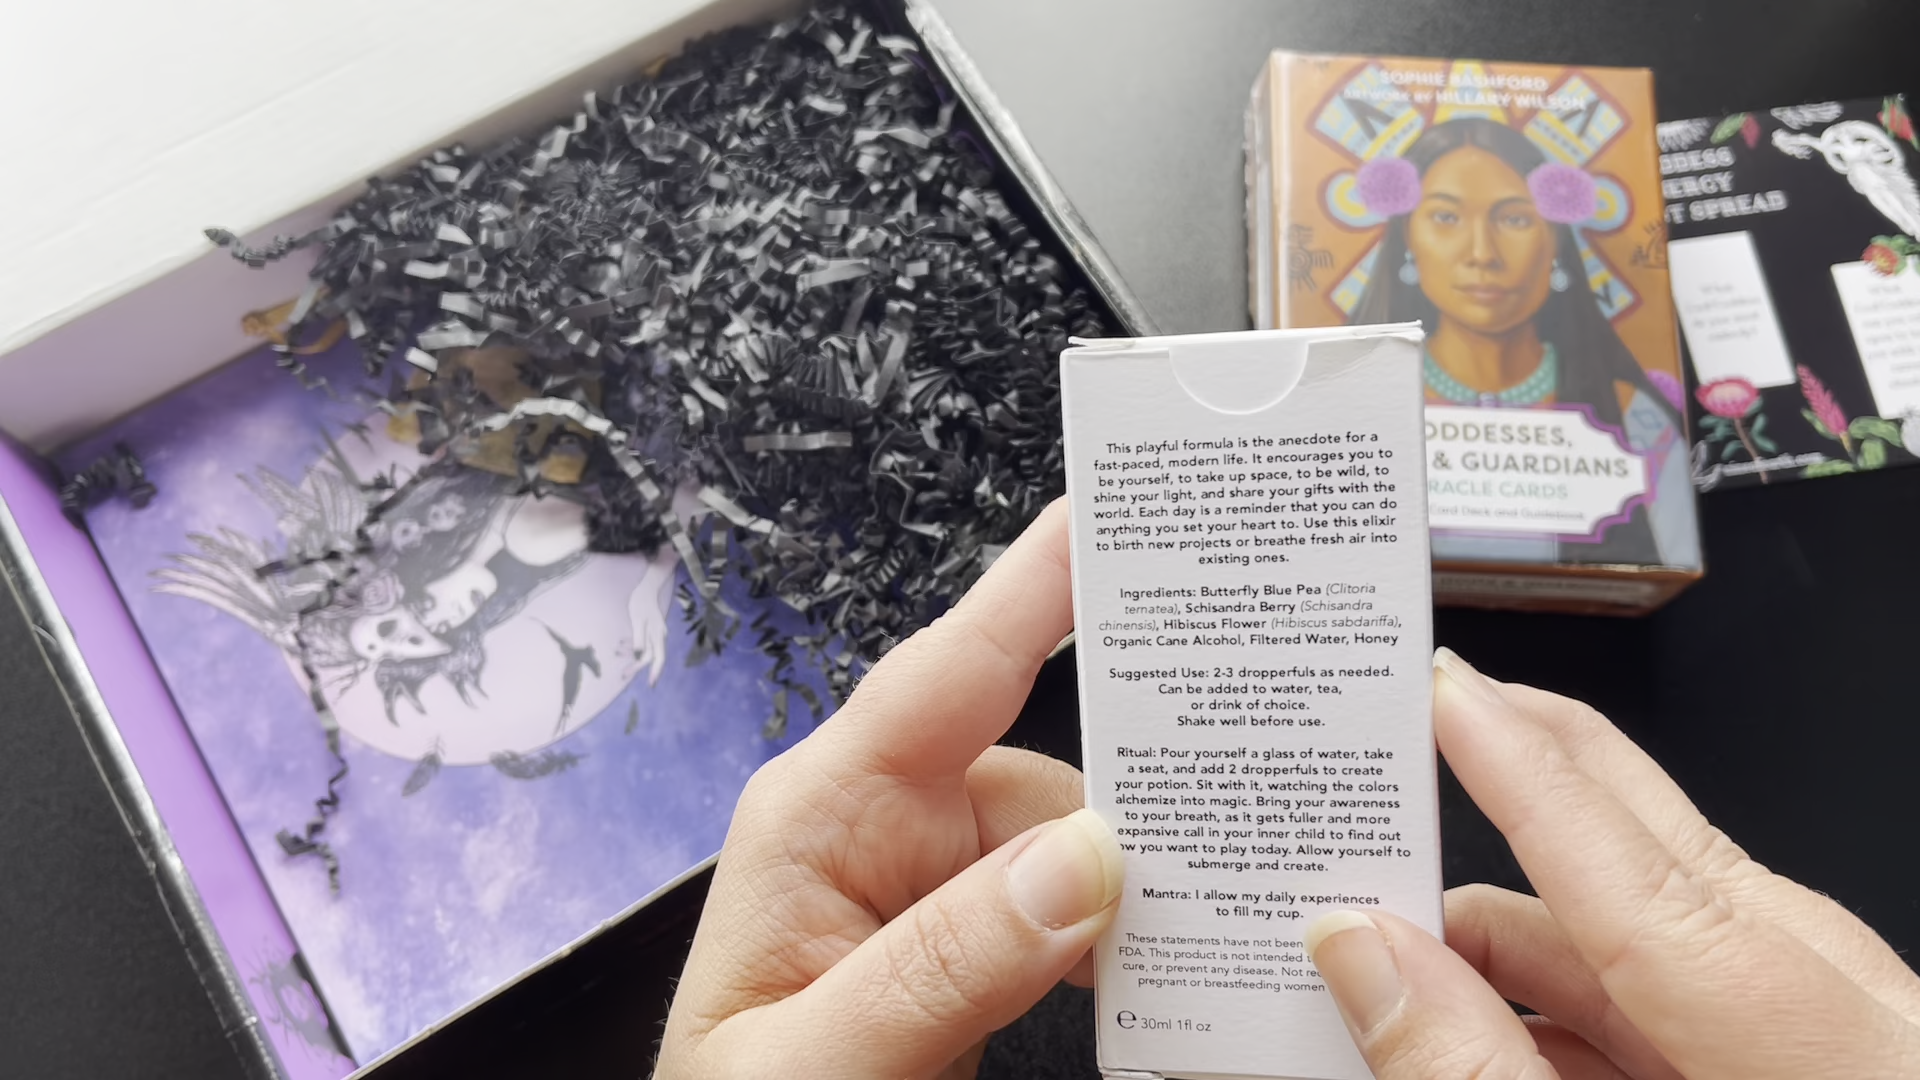 This playful formula is the anecdote for a
fast-paced, modern life. It encourages you to
be yourself, to take up space, to be wild, to
shine your light, and share your gifts with the
world. Each day is a reminder that you can do
anything you set your heart to. Use this elixir
to birth new projects or breathe fresh air into
existing ones.
Ingredients: Butterfly Blue Pea (Clitoria
ternatea), Schisandra Berry (Schisandra
chinensis), Hibiscus Flower (Hibiscus sabdariffa),
Organic Cane Alcohol, Filtered Water, Honey
Suggested Use: 2-3 dropperfuls as needed.
Can be added to water, tea,
or drink of choice.
Shake well before use.
Ritual: Pour yourself a glass of water, take
a seat, and add 2 dropperfuls to create
your potion. Sit with it, watching the colors
alchemize into magic. Bring your awareness
to your breath, as it gets fuller and more
expansive call in your inner child to find out
you want to play today. Allow yourself to
submerge and create.
Mantra: I allow my daily experiences
to fill my cup.
These statements have not been
FDA. This product is not intended
cure, or prevent any disease. Not
pregnant or breastfeeding women
℮ 30ml 1fl oz
SOPHIE BASHFORD
ARTWORK BY HILLARY WILSON
ODDESSES,
& GUARDIANS
RACLE CARDS
Card Deck and Guidebook
DDESS
ERGY
T SPREAD